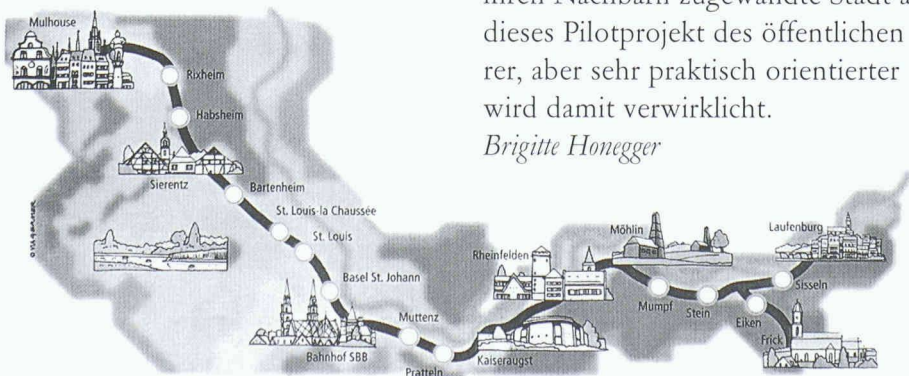 ihren Nachbarn zugewandte Stadt a
dieses Pilotprojekt des öffentlichen
rer, aber sehr praktisch orientierter
wird damit verwirklicht.
Brigitte Honegger
Mulhouse
Rixheim
Habsheim
Sierentz
Bartenheim
St. Louis-la Chaussée
St. Louis
Basel St. Johann
Bahnhof SBB
Muttenz
Pratteln
Kaiseraugst
Rheinfelden
Möhlin
Mumpf
Stein
Eiken
Frick
Sisseln
Laufenburg